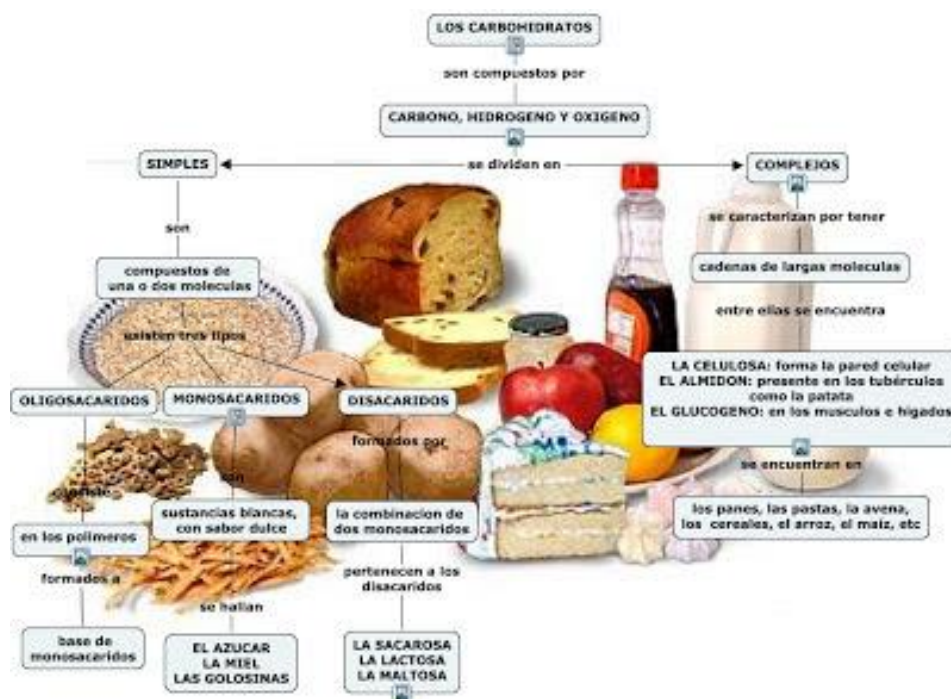 LOS CARBOHIDRATOS
son compuestos por
CARBONO, HIDROGENO Y OXIGENO
se dividen en
SIMPLES
COMPLEJOS
son
compuestos de
una o dos moleculas
existen tres tipos
OLIGOSACARIDOS
MONOSACARIDOS
DISACARIDOS
en los polimeros
formados a
base de
monosacaridos
son
sustancias blancas,
con sabor dulce
se hallan
EL AZUCAR
LA MIEL
LAS GOLOSINAS
formados por
la combinacion de
dos monosacaridos
pertenecen a los
disacaridos
LA SACAROSA
LA LACTOSA
LA MALTOSA
se caracterizan por tener
cadenas de largas moleculas
entre ellas se encuentra
LA CELULOSA: forma la pared celular
EL ALMIDON: presente en los tubérculos
como la patata
EL GLUCOGENO: en los musculos e higados
se encuentran en
los panes, las pastas, la avena,
los cereales, el arroz, el maiz, etc